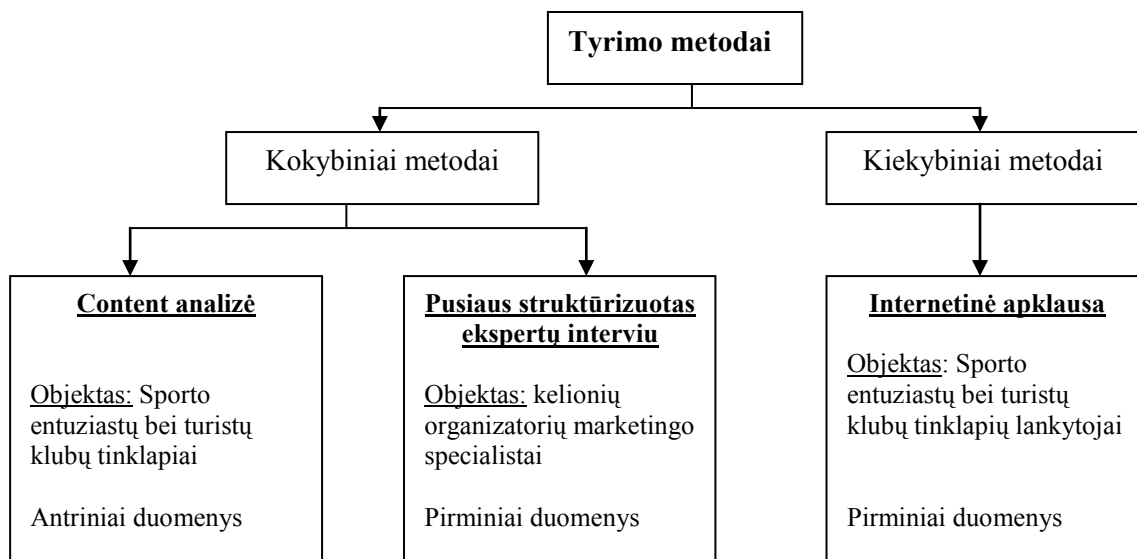 Tyrimo metodai
Kokybiniai metodai
Kiekybiniai metodai
Content analizė
Objektas: Sporto
entuziastų bei turistų
klubų tinklapiai
Antriniai duomenys
Pusiaus struktūrizuotas
ekspertų interviu
Objektas: kelionių
organizatorių marketingo
specialistai
Pirminiai duomenys
Internetinė apklausa
Objektas: Sporto
entuziastų bei turistų
klubų tinklapių lankytojai
Pirminiai duomenys